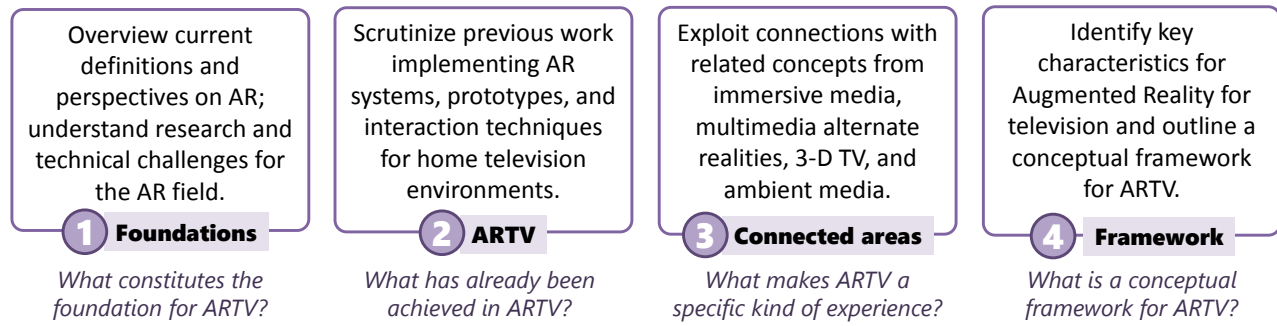 Overview current
definitions and
perspectives on AR;
understand research and
technical challenges for
the AR field.
1 Foundations
What constitutes the
foundation for ARTV?
Scrutinize previous work
implementing AR
systems, prototypes, and
interaction techniques
for home television
environments.
2 ARTV
What has already been
achieved in ARTV?
Exploit connections with
related concepts from
immersive media,
multimedia alternate
realities, 3-D TV, and
ambient media.
3 Connected areas
What makes ARTV a
specific kind of experience?
Identify key
characteristics for
Augmented Reality for
television and outline a
conceptual framework
for ARTV.
4 Framework
What is a conceptual
framework for ARTV?